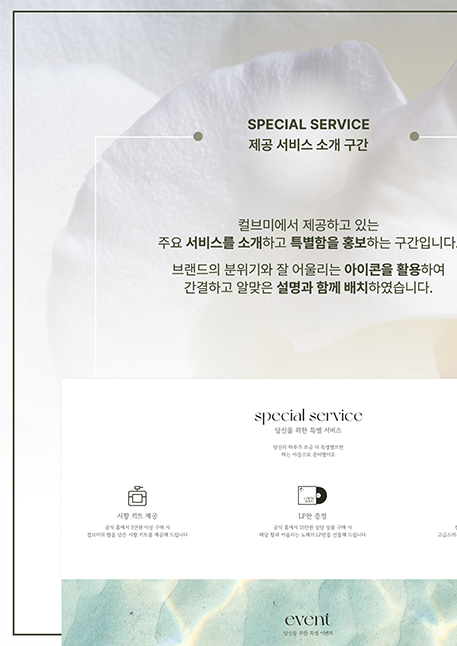 SPECIAL SERVICE
제공 서비스 소개 구간
컬브미에서 제공하고 있는
주요 서비스를 소개하고 특별함을 홍보하는 구간입니다.
브랜드의 분위기와 잘 어울리는 아이콘을 활용하여
간결하고 알맞은 설명과 함께 배치하였습니다.
special service
당신을 위한 특별 서비스
당신의 하루가 조금 더 특별했으면
하는 마음으로 준비했어요
시향 키트 제공
공식 홈에서 5만원 이상 구매 시
컬브미의 향을 담은 시향 키트를 제공해 드립니다
LP판 증정
공식 홈에서 15만원 상당 상품 구매 시
해당 향과 어울리는 노래의 LP판을 선물해 드립니다
event
당신을 위한 특별 이벤트